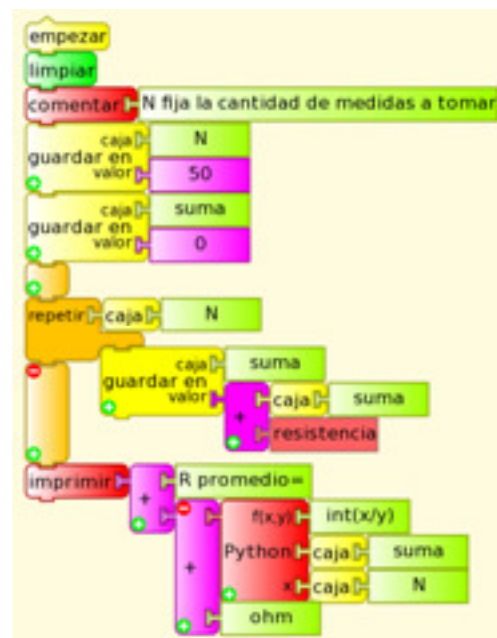 empezar
limpiar
comentar N fija la cantidad de medidas a tomar
caja N
guardar en
valor 50
caja suma
guardar en
valor 0
repetir caja N
caja suma
guardar en
valor + caja suma
resistencia
imprimir + R promedio=
+ f(x,y) int(x/y)
Python caja suma
x caja N
ohm